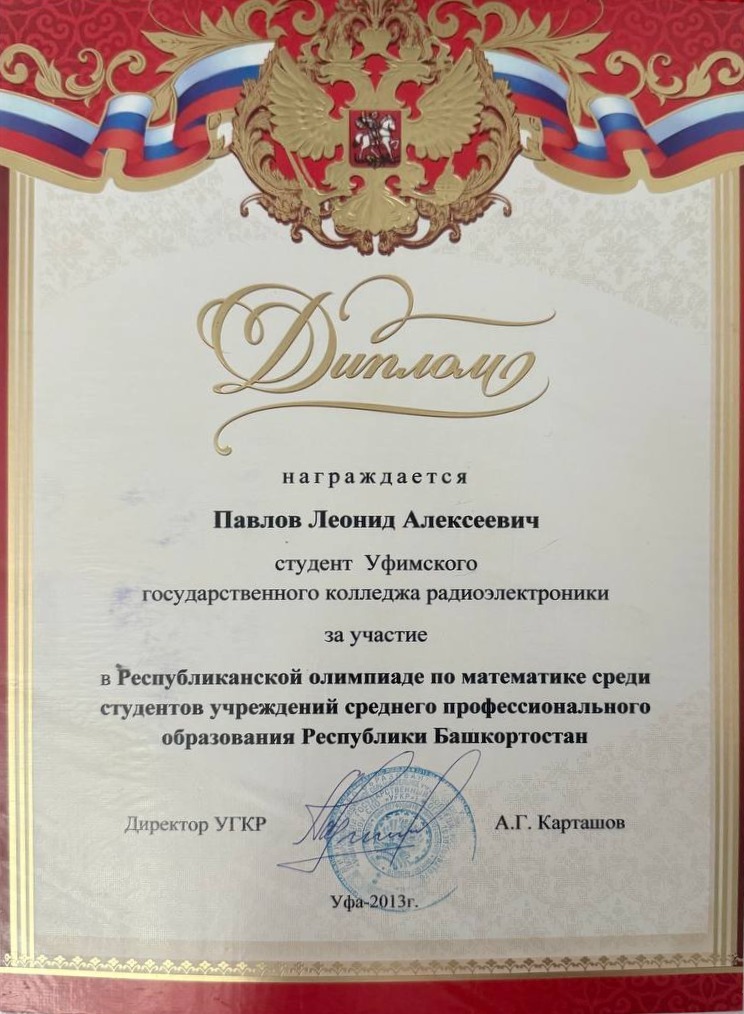 Диплом
награждается
Павлов Леонид Алексеевич
студент Уфимского
государственного колледжа радиоэлектроники
за участие
в Республиканской олимпиаде по математике среди
студентов учреждений среднего профессионального
образования Республики Башкортостан
Директор УГКР А.Г. Карташов
Уфа-2013г.